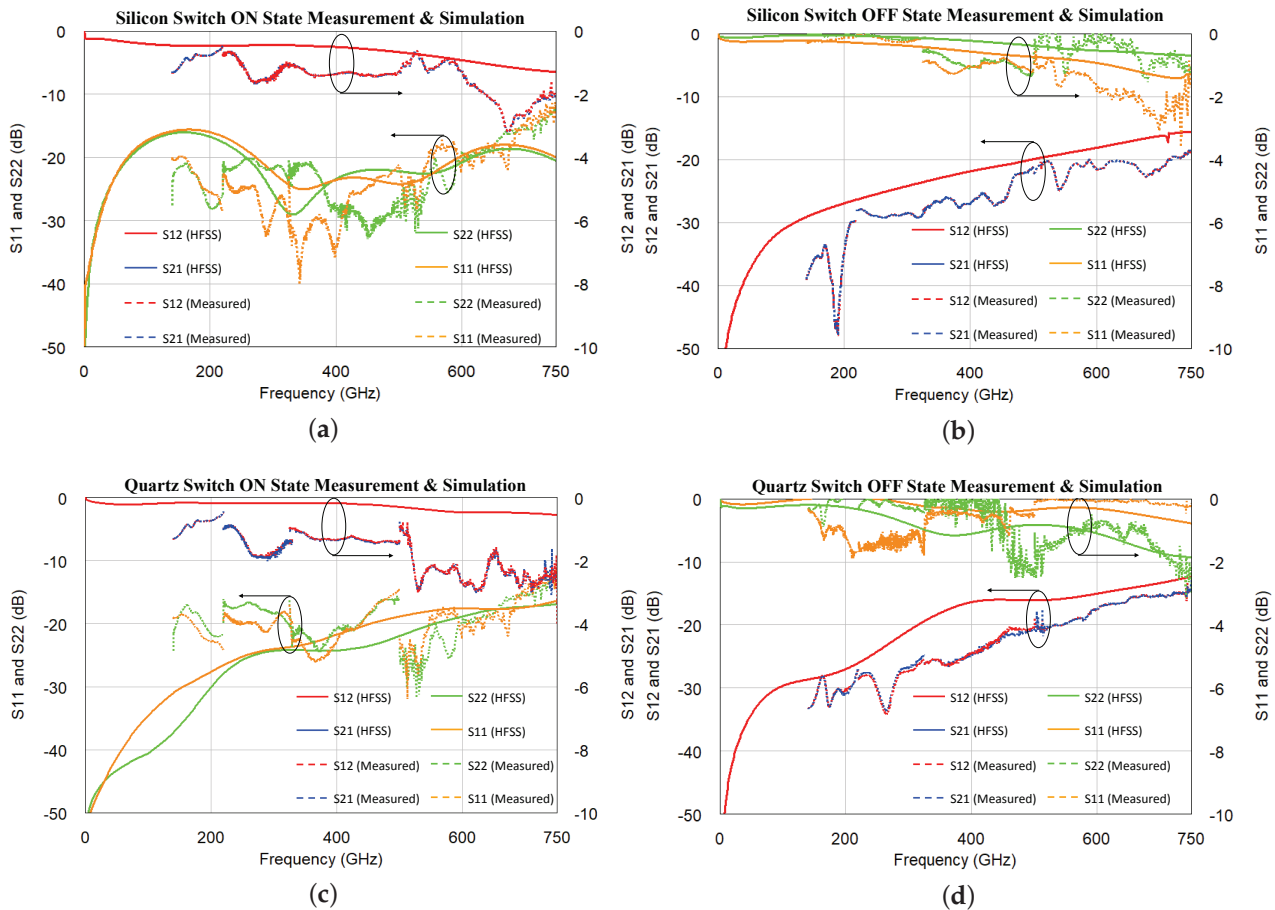 Silicon Switch ON State Measurement & Simulation
0
-10
-20
-30
-40
-50
0
-2
-4
-6
-8
-10
S11 and S22 (dB)
S12 and S21 (dB)
S12 (HFSS)
S22 (HFSS)
S21 (HFSS)
S11 (HFSS)
S12 (Measured)
S22 (Measured)
S21 (Measured)
S11 (Measured)
0
200
400
600
750
Frequency (GHz)
(a)
Silicon Switch OFF State Measurement & Simulation
0
-10
-20
-30
-40
-50
0
-2
-4
-6
-8
-10
S12 and S21 (dB)
S11 and S22 (dB)
S12 (HFSS)
S22 (HFSS)
S21 (HFSS)
S11 (HFSS)
S12 (Measured)
S22 (Measured)
S21 (Measured)
S11 (Measured)
0
200
400
600
750
Frequency (GHz)
(b)
Quartz Switch ON State Measurement & Simulation
0
-10
-20
-30
-40
-50
0
-2
-4
-6
-8
-10
S11 and S22 (dB)
S12 and S21 (dB)
S12 (HFSS)
S22 (HFSS)
S21 (HFSS)
S11 (HFSS)
S12 (Measured)
S22 (Measured)
S21 (Measured)
S11 (Measured)
0
200
400
600
750
Frequency (GHz)
(c)
Quartz Switch OFF State Measurement & Simulation
0
-10
-20
-30
-40
-50
0
-2
-4
-6
-8
-10
S12 and S21 (dB)
S11 and S22 (dB)
S12 (HFSS)
S22 (HFSS)
S21 (HFSS)
S11 (HFSS)
S12 (Measured)
S22 (Measured)
S21 (Measured)
S11 (Measured)
0
200
400
600
750
Frequency (GHz)
(d)